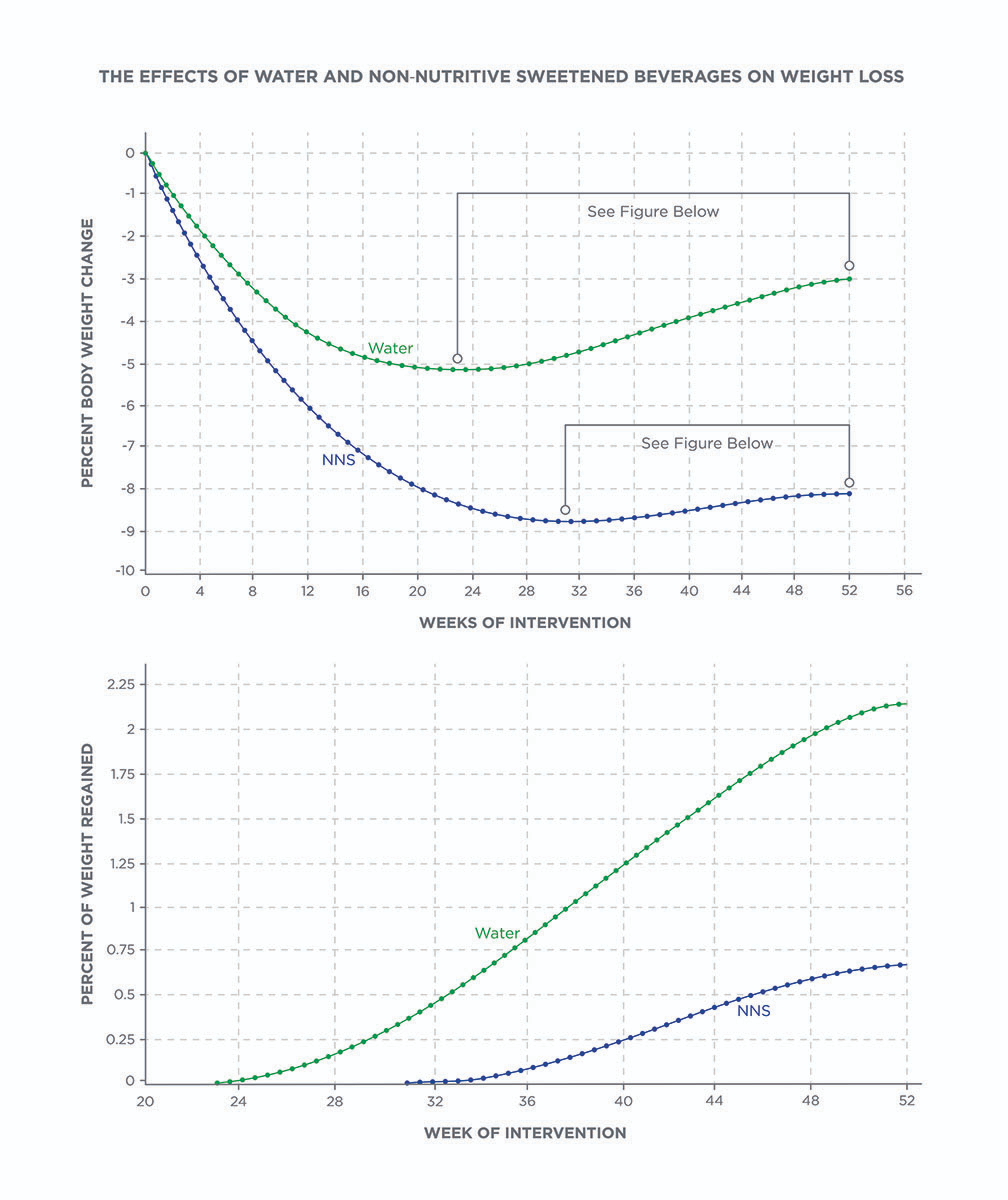 THE EFFECTS OF WATER AND NON-NUTRITIVE SWEETENED BEVERAGES ON WEIGHT LOSS
PERCENT BODY WEIGHT CHANGE
0
-1
-2
-3
-4
-5
-6
-7
-8
-9
-10
See Figure Below
Water
See Figure Below
NNS
0 4 8 12 16 20 24 28 32 36 40 44 48 52 56
WEEKS OF INTERVENTION
PERCENT OF WEIGHT REGAINED
2.25
2
1.75
1.5
1.25
1
0.75
0.5
0.25
0
Water
NNS
20 24 28 32 36 40 44 48 52
WEEK OF INTERVENTION